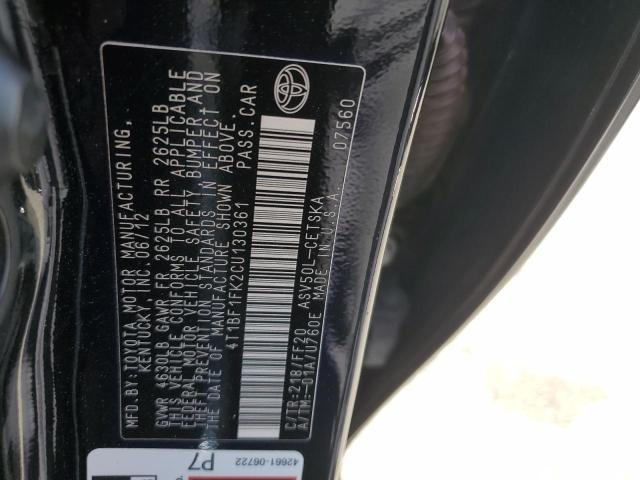 MFD.BY:TOYOTA MOTOR MANUFACTURING,
KENTUCKY, INC. 06/12
GVWR 4630LB GAWR FR 2625LB RR 2625LB
THIS VEHICLE CONFORMS TO ALL APPLICABLE
FEDERAL MOTOR VEHICLE SAFETY, BUMPER AND
THEFT PREVENTION STANDARDS IN EFFECT ON
THE DATE OF MANUFACTURE SHOWN ABOVE.
4T1BF1FK2CU130361 PASS.CAR
C/TR:218/FF20 ASV50L-CETSKA
A/TM:-01A/U760E MADE IN U.S.A. 07560
42661-06722
P7